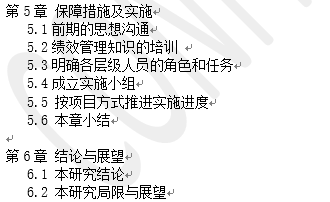 第 5 章 保障措施及实施
5.1 前期的思想沟通
5.2 绩效管理知识的培训
5.3 明确各层级人员的角色和任务
5.4 成立实施小组
5.5 按项目方式推进实施进度
5.6 本章小结
第 6 章 结论与展望
6.1 本研究结论
6.2 本研究局限与展望